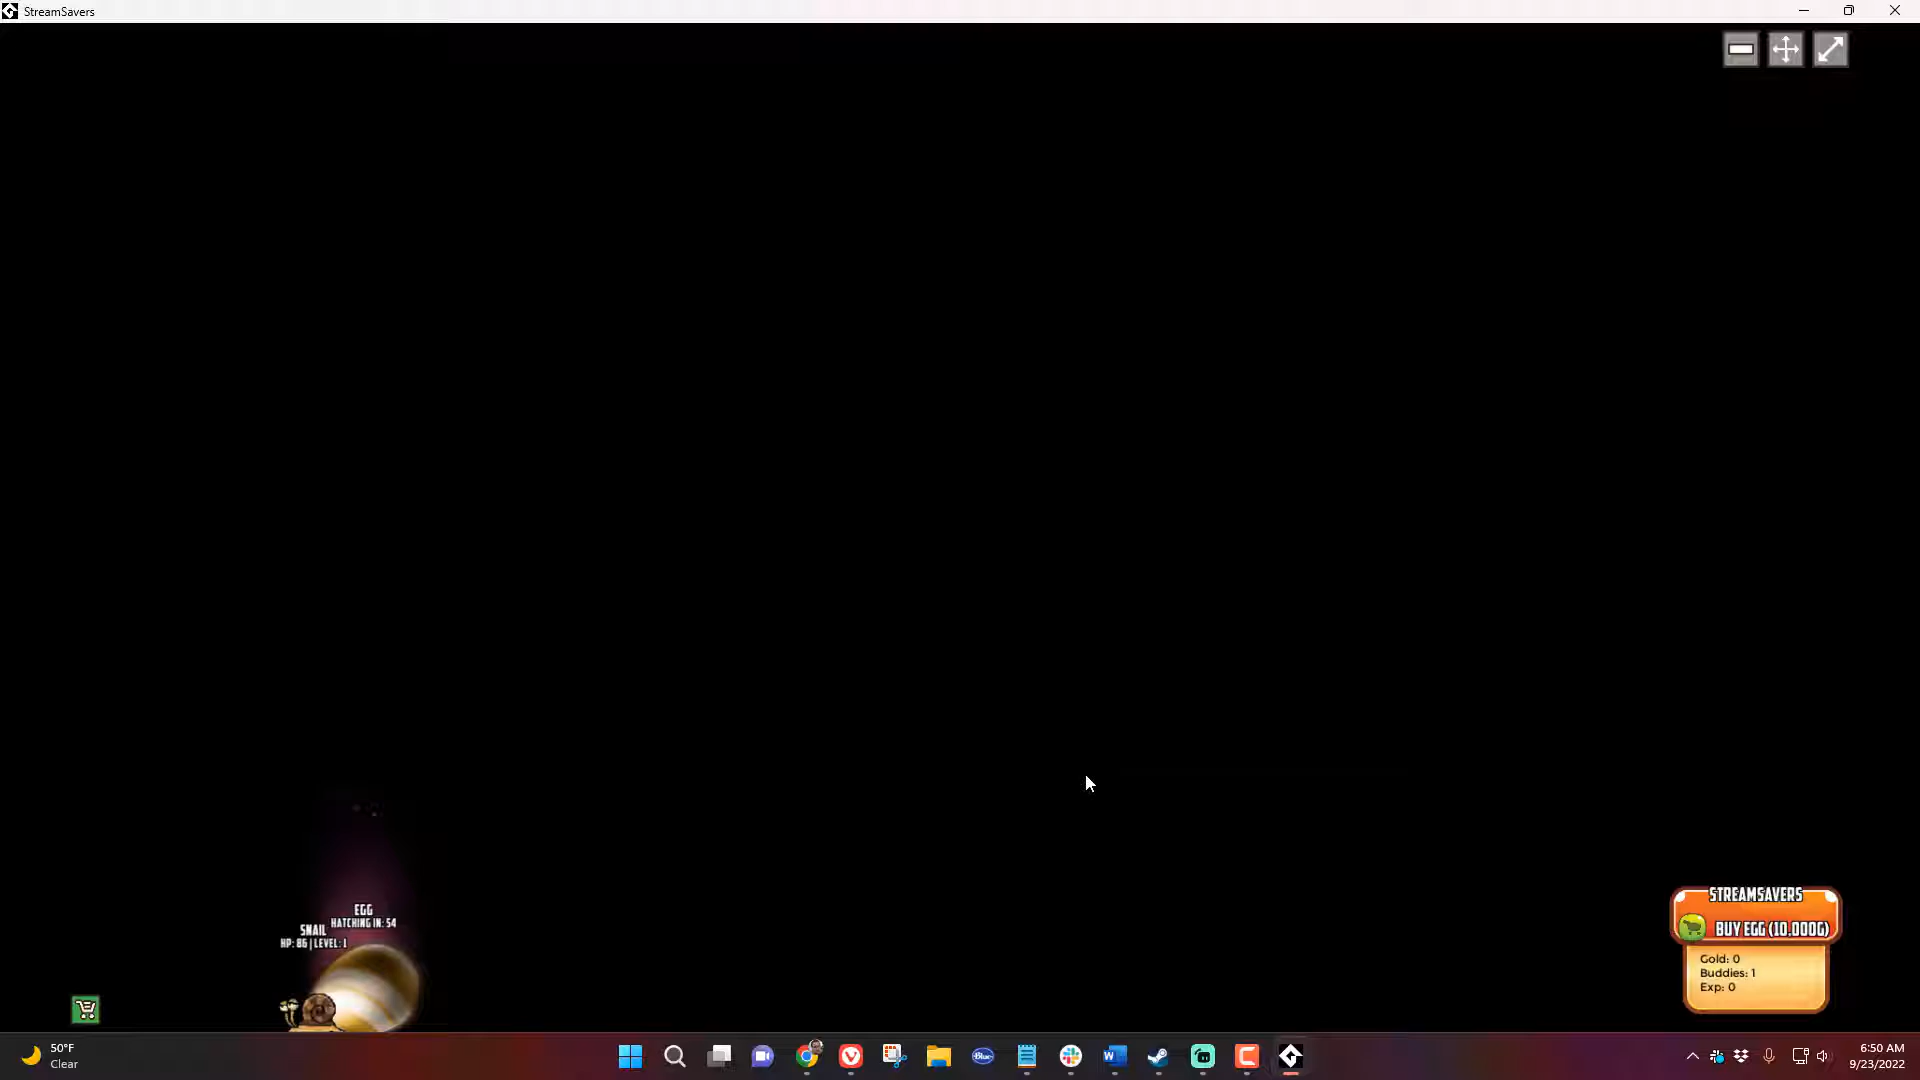 StreamSavers
EGG
HATCHING IN: 54
SNAIL
HP: 86 | LEVEL: 1
STREAMSAVERS
BUY EGG (10.000G)
Gold: 0
Buddies: 1
Exp: 0
50°F
Clear
Blue
6:50 AM
9/23/2022